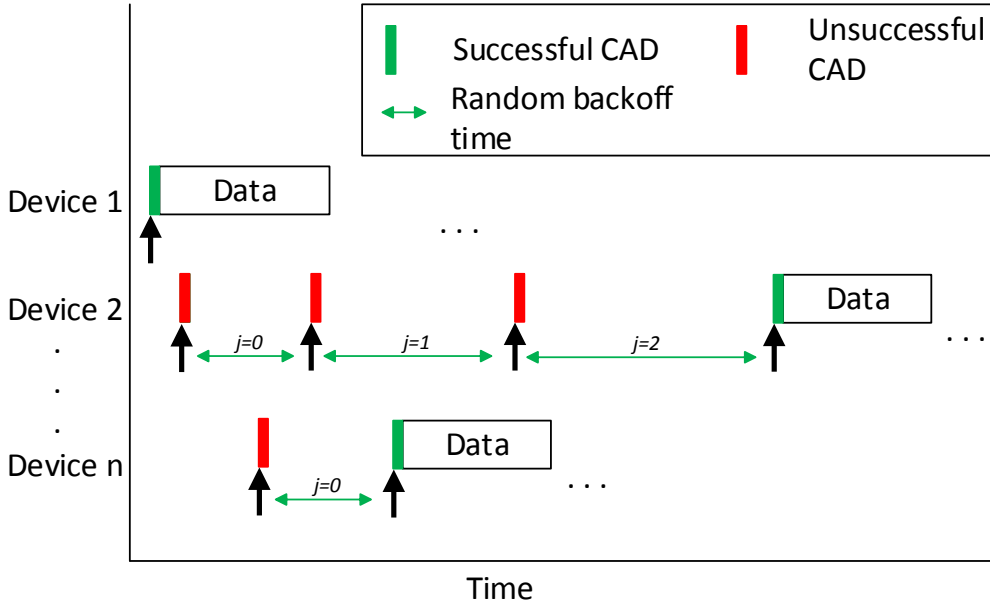 Successful CAD
Unsuccessful
CAD
Random backoff
time
Device 1
Data
. . .
Device 2
Data
j=0
j=1
j=2
. . .
.
.
.
Device n
Data
j=0
. . .
Time